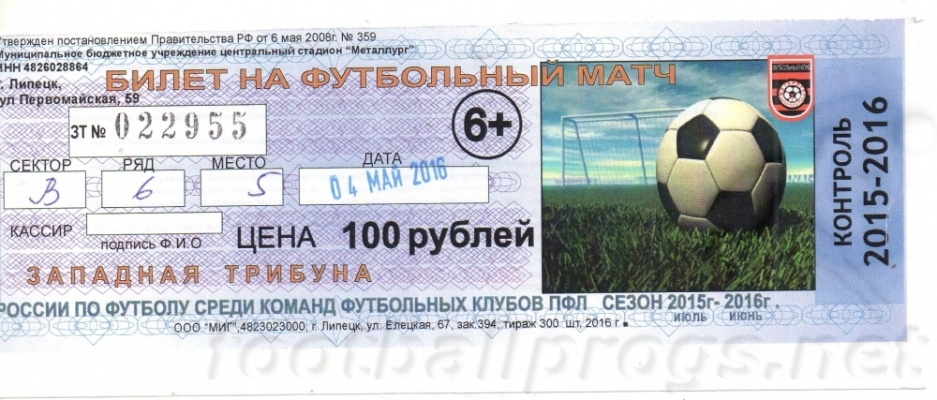 Утвержден постановлением Правительства РФ от 6 мая 2008г. № 359
Муниципальное бюджетное учреждение центральный стадион "Металлург"
ИНН 4826028864
г. Липецк,
ул Первомайская, 59
БИЛЕТ НА ФУТБОЛЬНЫЙ МАТЧ
ФУТБОЛЬНЫЙ КЛУБ
ЗТ № 022955
6+
СЕКТОР РЯД МЕСТО ДАТА
В 6 5 04 МАЙ 2016
КАССИР
подпись Ф.И.О
ЦЕНА 100 рублей
ЗАПАДНАЯ ТРИБУНА
РОССИИ ПО ФУТБОЛУ СРЕДИ КОМАНД ФУТБОЛЬНЫХ КЛУБОВ ПФЛ СЕЗОН 2015г- 2016г.
июль июнь
ООО "МИГ",4823023000, г. Липецк, ул. Елецкая, 67, зак.394. тираж 300 шт, 2016 г.
КОНТРОЛЬ
2015-2016
footballprogs.net